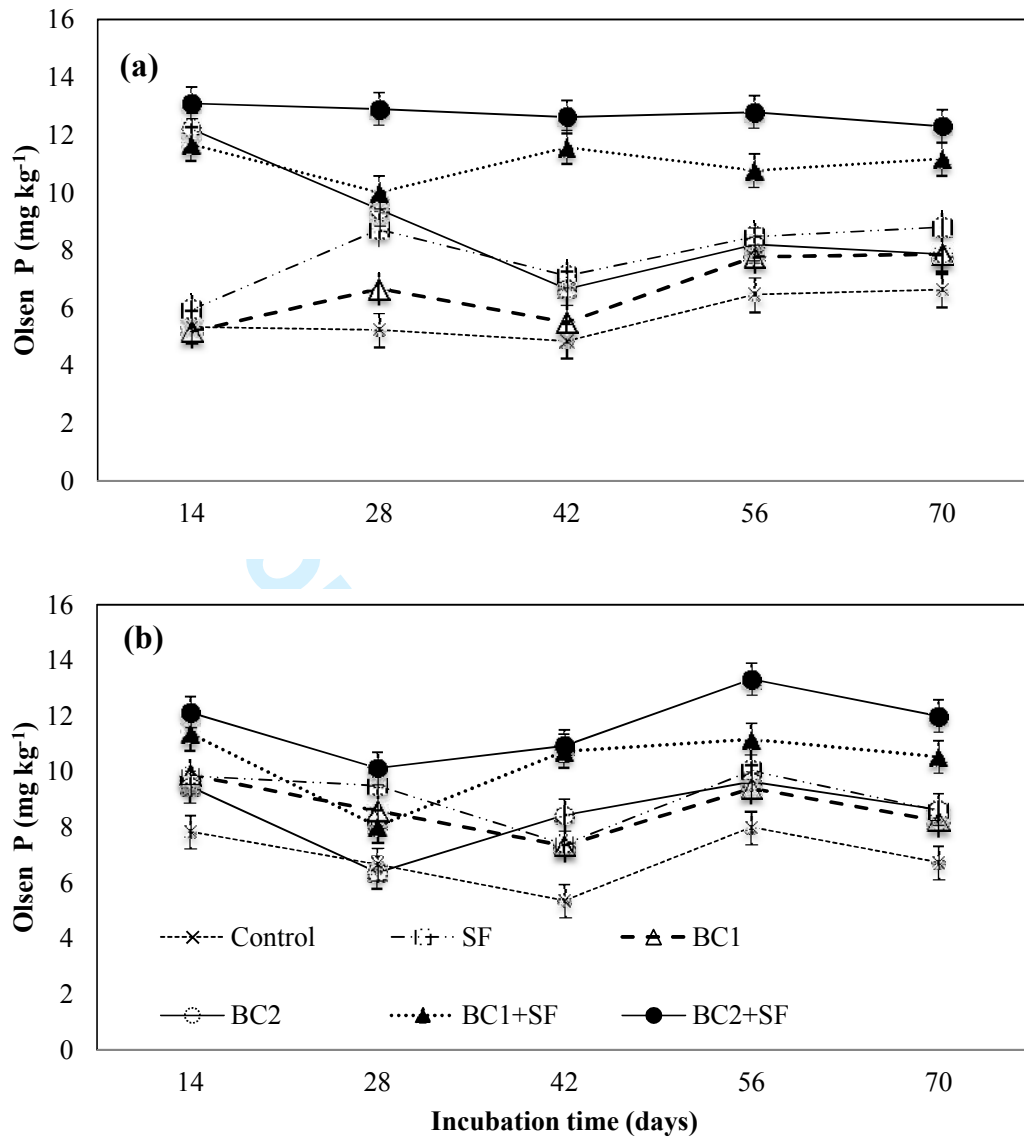 (a)
Olsen P (mg kg⁻¹)
16
14
12
10
8
6
4
2
0
14 28 42 56 70
(b)
Olsen P (mg kg⁻¹)
16
14
12
10
8
6
4
2
0
Control SF BC1
BC2 BC1+SF BC2+SF
14 28 42 56 70
Incubation time (days)